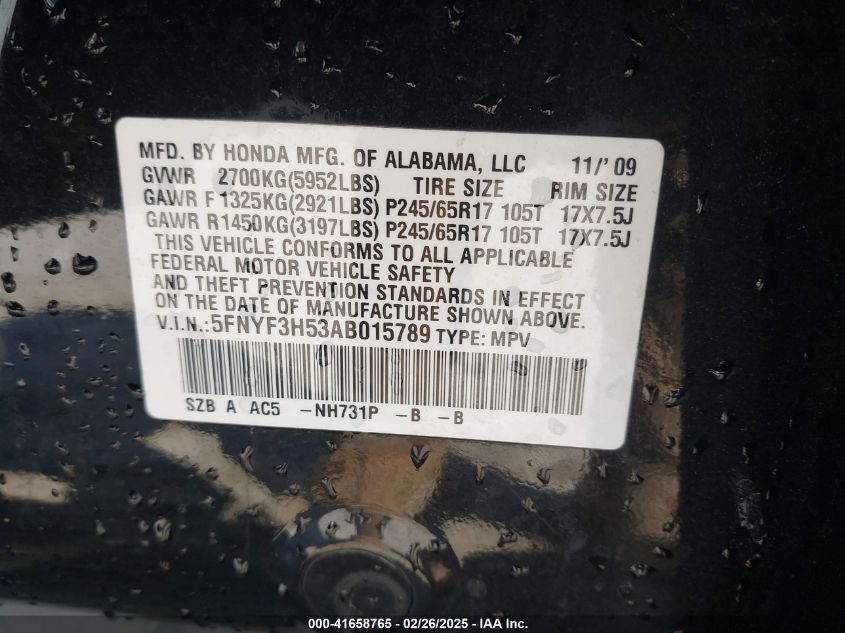 MFD. BY HONDA MFG. OF ALABAMA, LLC 11/'09
GVWR 2700KG(5952LBS) TIRE SIZE RIM SIZE
GAWR F 1325KG(2921LBS) P245/65R17 105T 17X7.5J
GAWR R1450KG(3197LBS) P245/65R17 105T 17X7.5J
THIS VEHICLE CONFORMS TO ALL APPLICABLE
FEDERAL MOTOR VEHICLE SAFETY
AND THEFT PREVENTION STANDARDS IN EFFECT
ON THE DATE OF MANUFACTURE SHOWN ABOVE.
V.I.N.:5FNYF3H53AB015789 TYPE: MPV
SZB A AC5 -NH731P -B -B
000-41658765 - 02/26/2025 - IAA Inc.